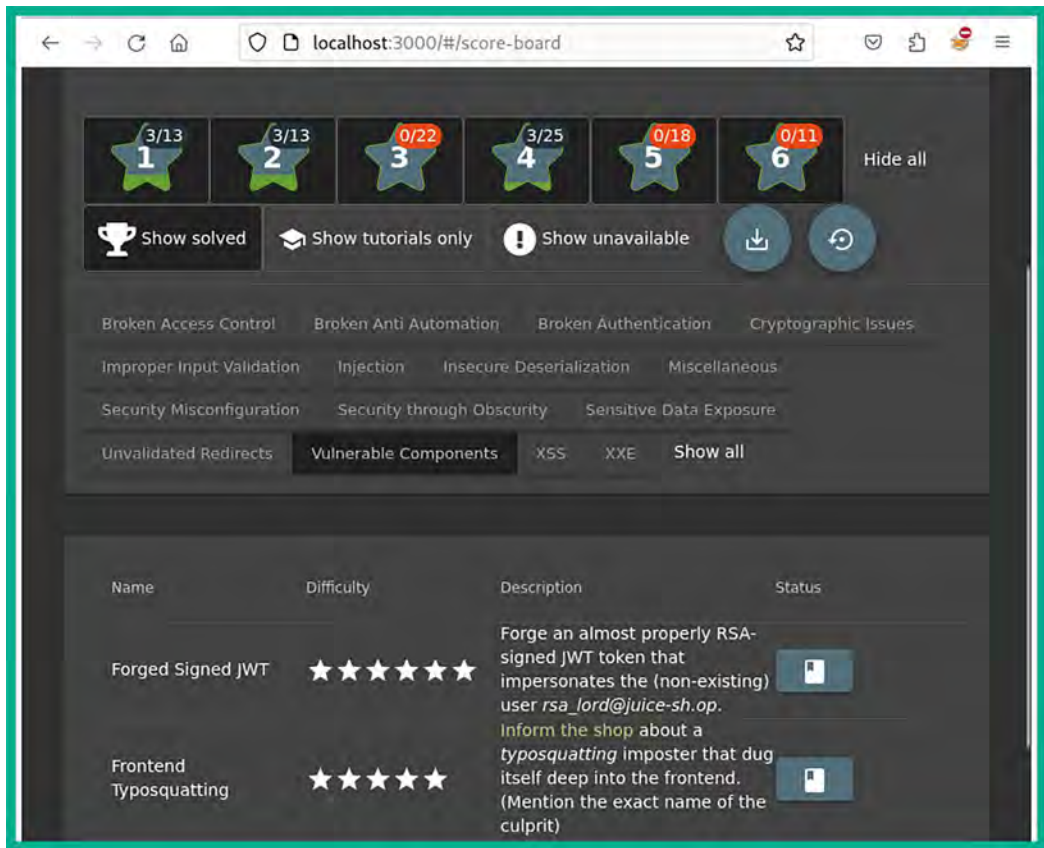 localhost:3000/#/score-board
3/13 3/13 0/22 3/25 0/18 0/11
1 2 3 4 5 6 Hide all
Show solved Show tutorials only Show unavailable
Broken Access Control Broken Anti Automation Broken Authentication Cryptographic Issues
Improper Input Validation Injection Insecure Deserialization Miscellaneous
Security Misconfiguration Security through Obscurity Sensitive Data Exposure
Unvalidated Redirects Vulnerable Components XSS XXE Show all
Name Difficulty Description Status
Forged Signed JWT
Forge an almost properly RSA-
signed JWT token that
impersonates the (non-existing)
user rsa_lord@juice-sh.op.
Frontend
Typosquatting
Inform the shop about a
typosquatting imposter that dug
itself deep into the frontend.
(Mention the exact name of the
culprit)